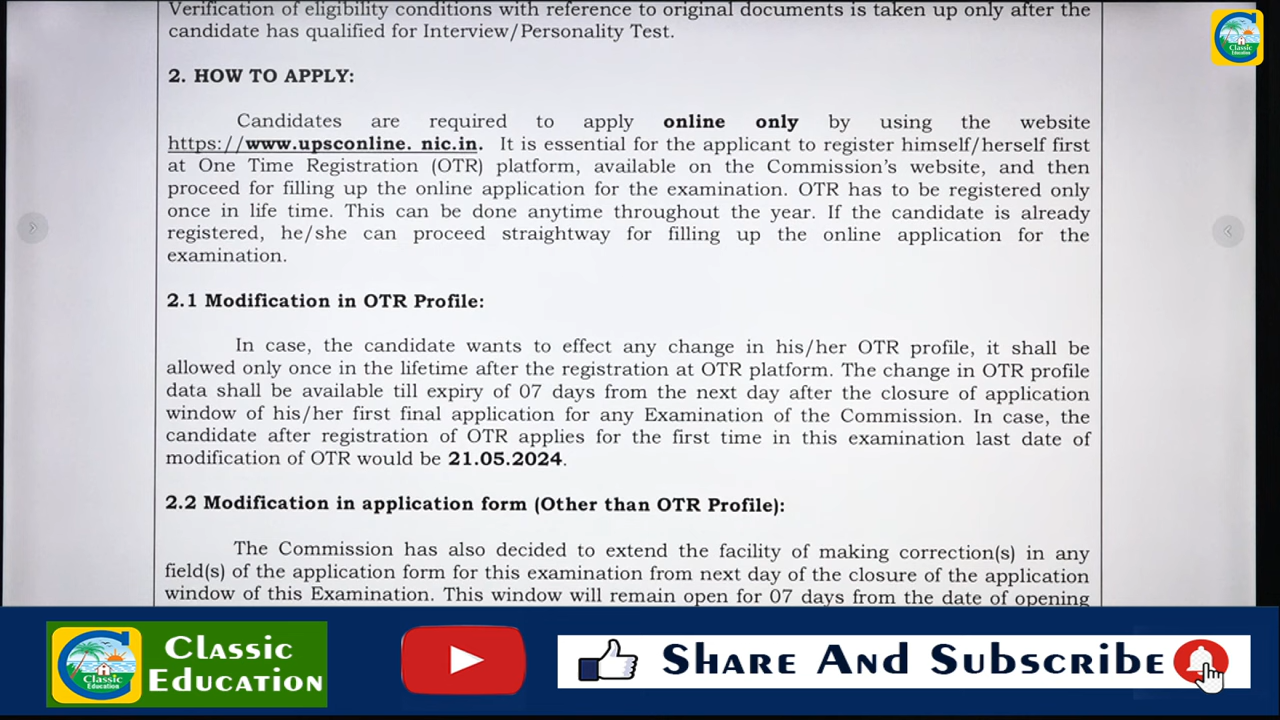 Verification of eligibility conditions with reference to original documents is taken up only after the
candidate has qualified for Interview/Personality Test.
Classic
Education
2. HOW TO APPLY:
Candidates are required to apply online only by using the website
https://www.upsconline. nic.in. It is essential for the applicant to register himself/herself first
at One Time Registration (OTR) platform, available on the Commission's website, and then
proceed for filling up the online application for the examination. OTR has to be registered only
once in life time. This can be done anytime throughout the year. If the candidate is already
registered, he/she can proceed straightway for filling up the online application for the
examination.
2.1 Modification in OTR Profile:
In case, the candidate wants to effect any change in his/her OTR profile, it shall be
allowed only once in the lifetime after the registration at OTR platform. The change in OTR profile
data shall be available till expiry of 07 days from the next day after the closure of application
window of his/her first final application for any Examination of the Commission. In case, the
candidate after registration of OTR applies for the first time in this examination last date of
modification of OTR would be 21.05.2024.
2.2 Modification in application form (Other than OTR Profile):
The Commission has also decided to extend the facility of making correction(s) in any
field(s) of the application form for this examination from next day of the closure of the application
window of this Examination. This window will remain open for 07 days from the date of opening
Classic
Education
Classic
Education
Share And Subscribe